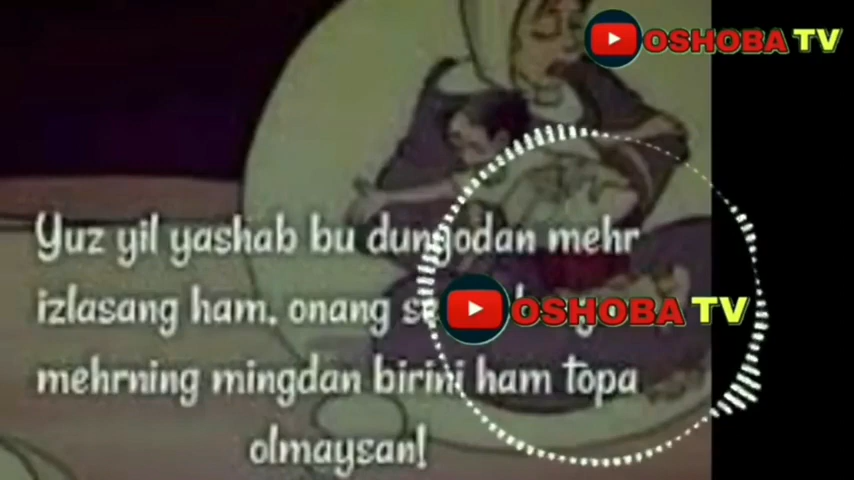 OSHOBA TV
Yuz yil yashab bu dunyodan mehr
izlasang ham, onang
OSHOBA TV
mehrning mingdan birini ham topa
olmaysan!